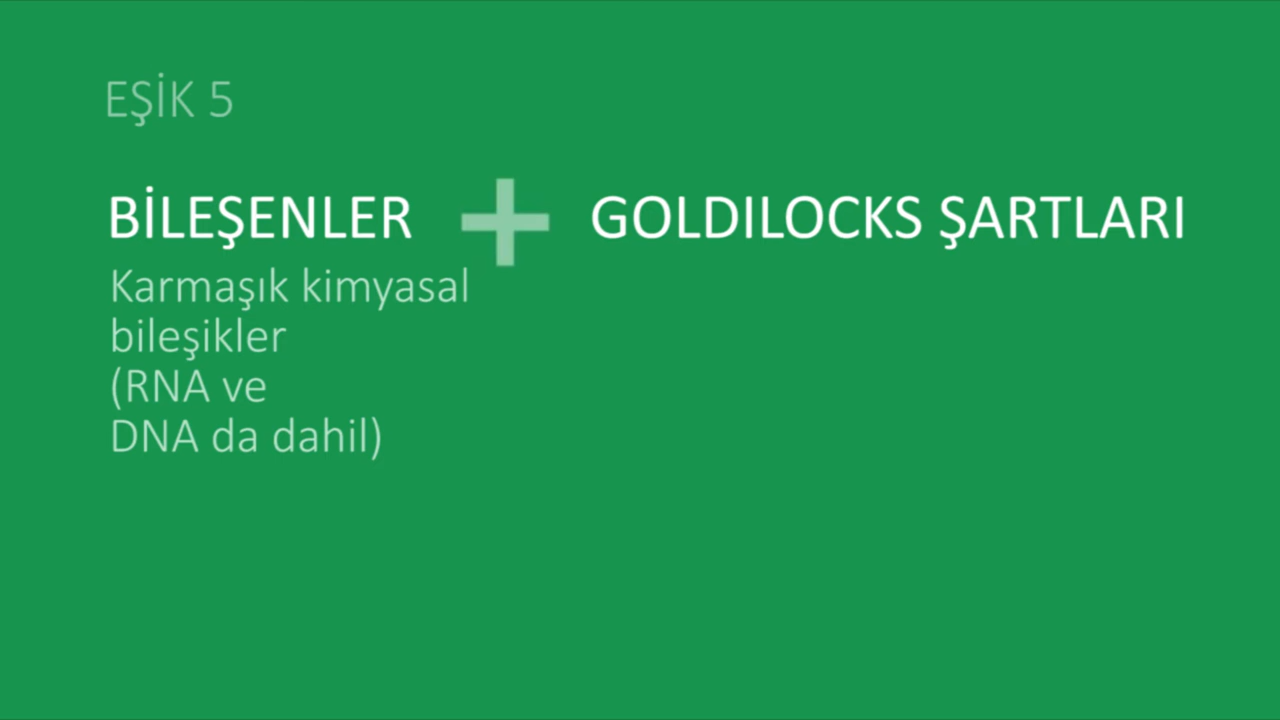 EŞİK 5
BİLEŞENLER + GOLDILOCKS ŞARTLARI
Karmaşık kimyasal
bileşikler
(RNA ve
DNA da dahil)